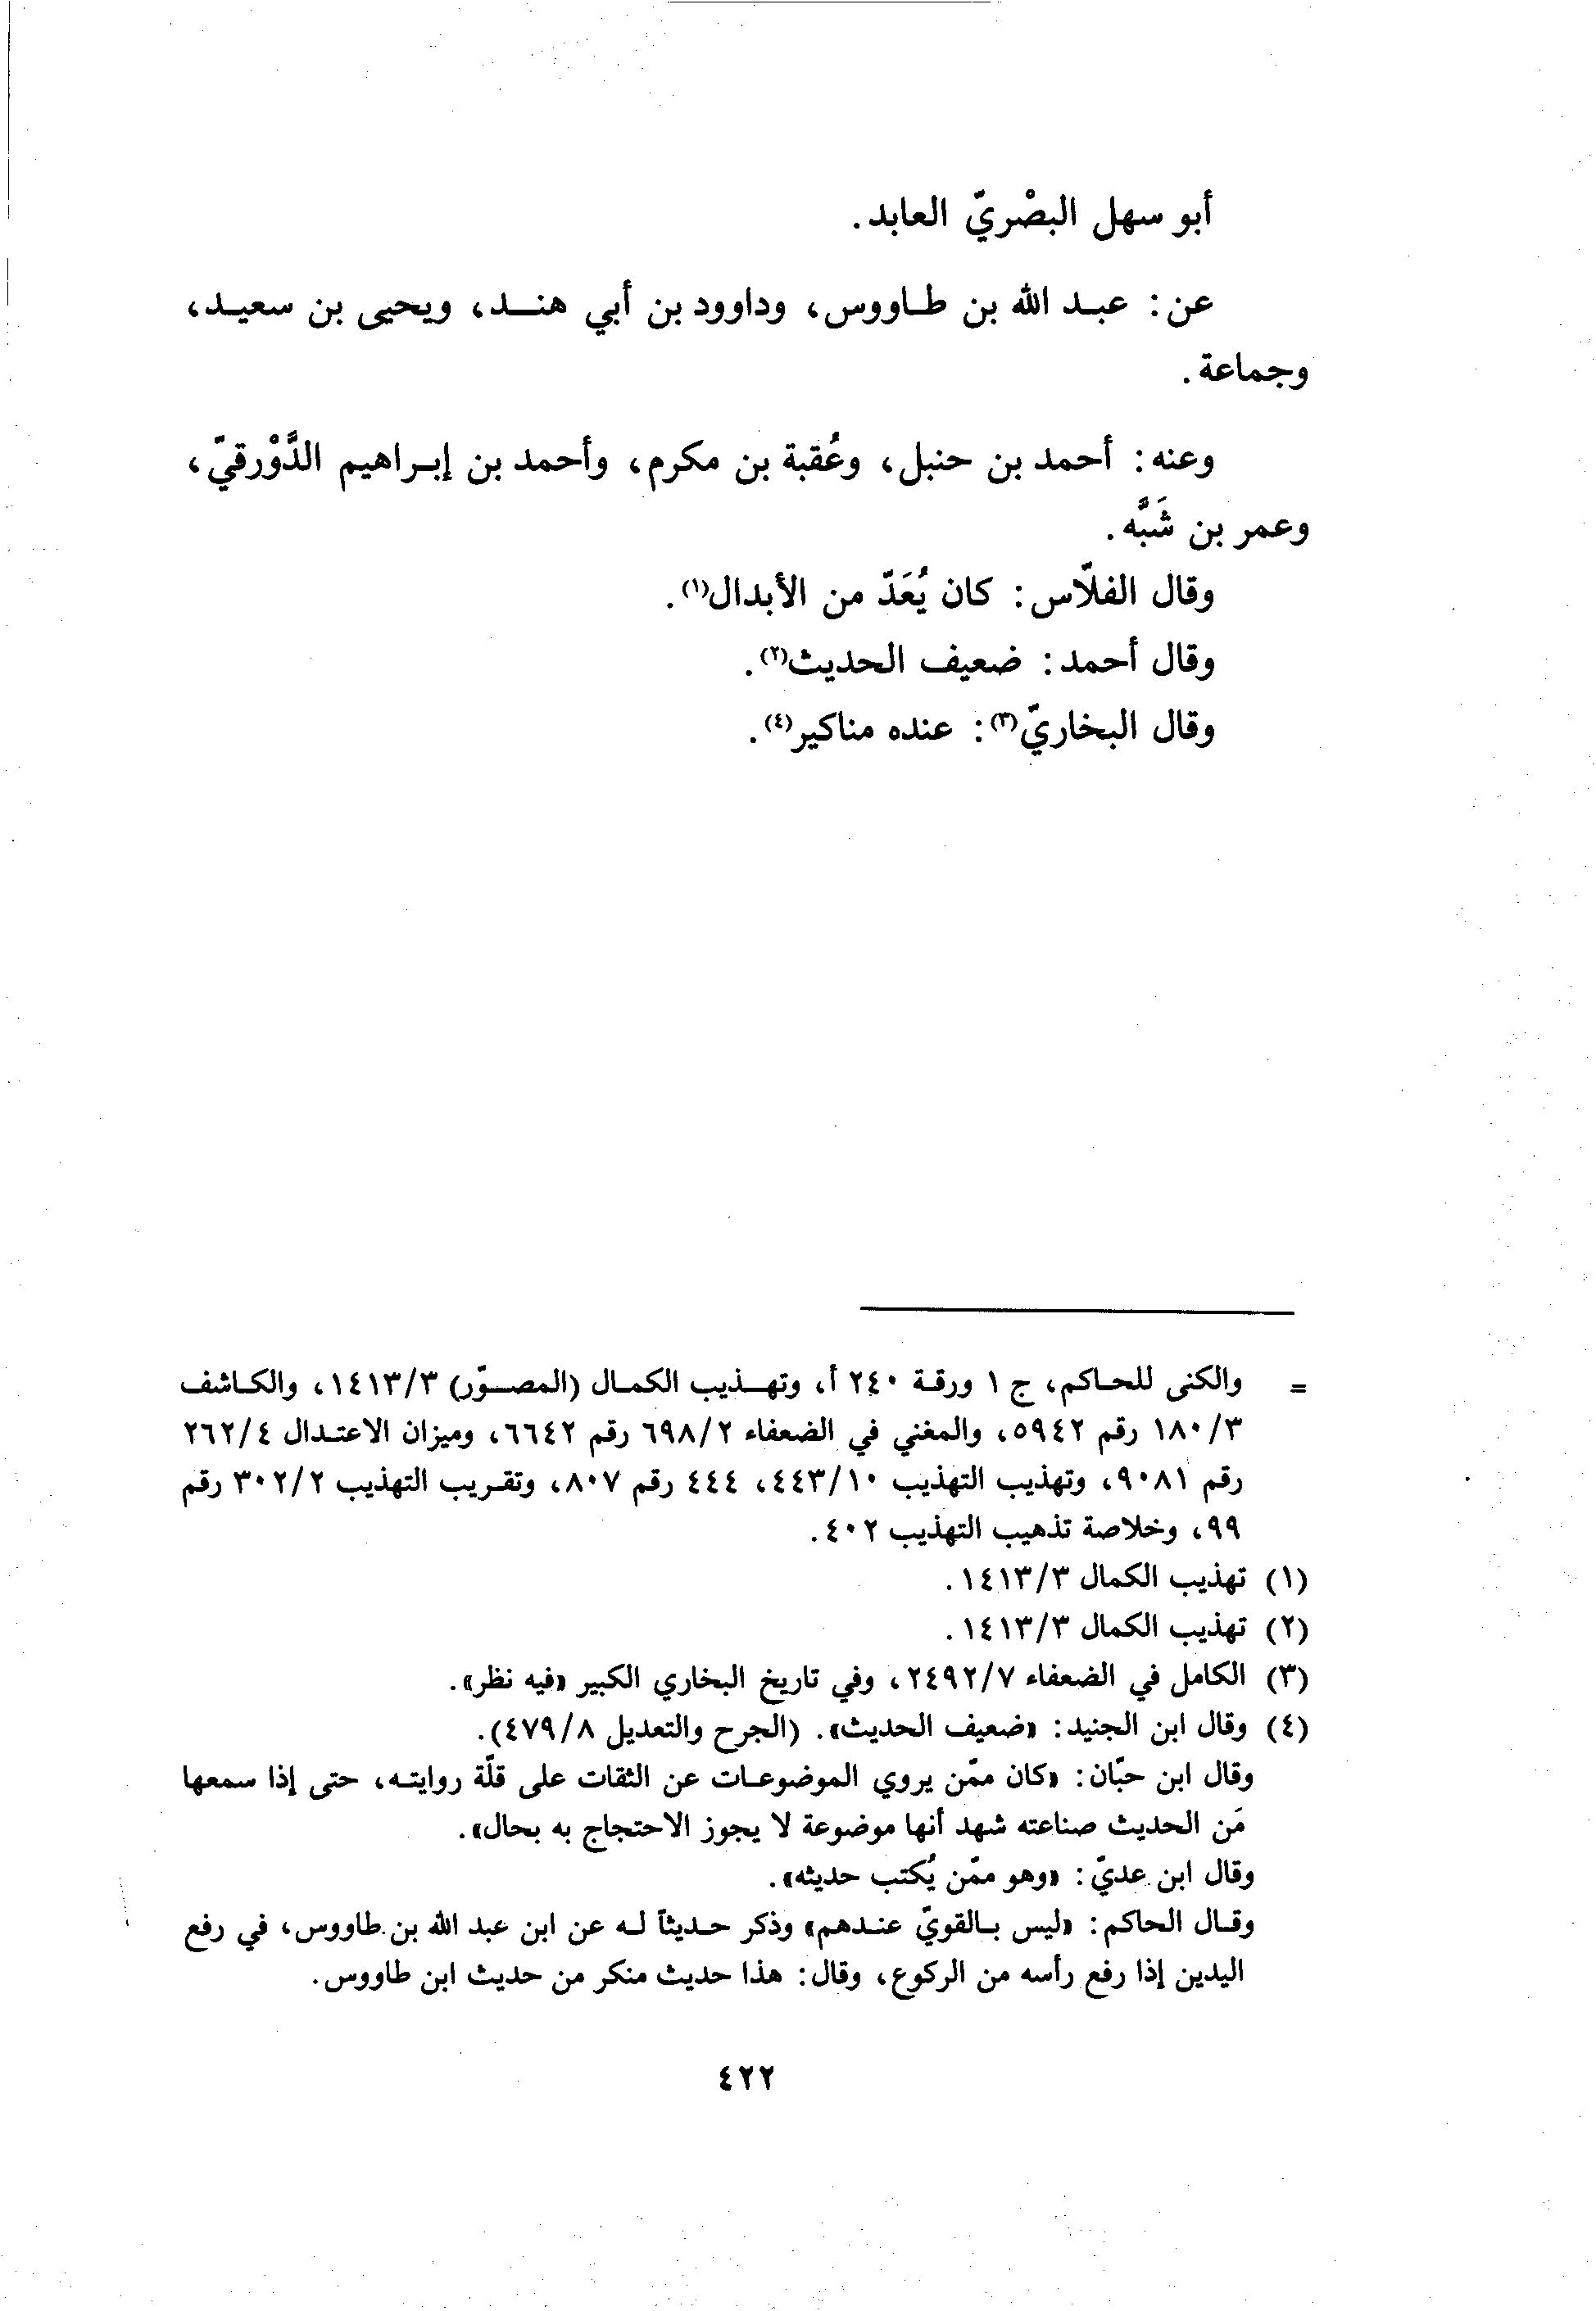 أبو سهل البصْريّ العابد.
عن: عبد الله بن طاووس، وداوود بن أبي هند، ويحيى بن سعيد،
وجماعة.
وعنه: أحمد بن حنبل، وعُقبة بن مكرم، وأحمد بن إبراهيم الدَّوْرقيّ،
وعمر بن شَبَّه.
وقال الفلّاس: كان يُعَدّ من الأبدال(١).
وقال أحمد: ضعيف الحديث(٢).
وقال البخاريّ(٣): عنده مناكير(٤).
= والكنى للحاكم، ج ١ ورقة ٢٤٠ أ، وتهذيب الكمال (المصوّر) ١٤١٣/٣، والكاشف
١٨٠/٣ رقم ٥٩٤٢، والمغني في الضعفاء ٦٩٨/٢ رقم ٦٦٤٢، وميزان الاعتدال ٢٦٢/٤
رقم ٩٠٨١، وتهذيب التهذيب ٤٤٣/١٠، ٤٤٤ رقم ٨٠٧، وتقريب التهذيب ٣٠٢/٢ رقم
٩٩، وخلاصة تذهيب التهذيب ٤٠٢.
(١) تهذيب الكمال ١٤١٣/٣.
(٢) تهذيب الكمال ١٤١٣/٣.
(٣) الكامل في الضعفاء ٢٤٩٢/٧، وفي تاريخ البخاري الكبير «فيه نظر».
(٤) وقال ابن الجنيد: «ضعيف الحديث». (الجرح والتعديل ٤٧٩/٨).
وقال ابن حبّان: «كان ممّن يروي الموضوعات عن الثقات على قلّة روايته، حتى إذا سمعها
مَن الحديث صناعته شهد أنها موضوعة لا يجوز الاحتجاج به بحال».
وقال ابن عديّ: «وهو ممّن يُكتب حديثه».
وقال الحاكم: «ليس بالقويّ عندهم» وذكر حديثاً له عن ابن عبد الله بن طاووس، في رفع
اليدين إذا رفع رأسه من الركوع، وقال: هذا حديث منكر من حديث ابن طاووس.
٤٢٢